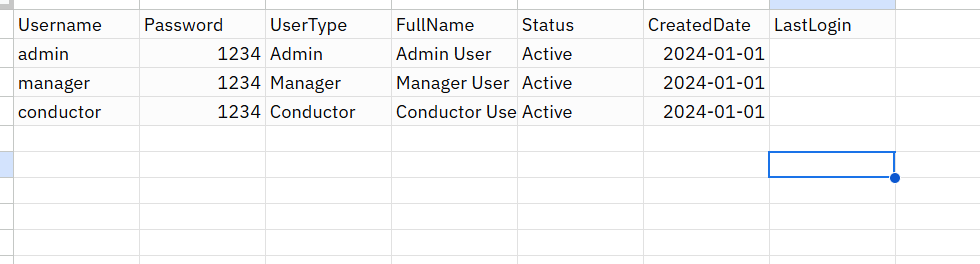 Username Password UserType FullName Status CreatedDate LastLogin
admin 1234 Admin Admin User Active 2024-01-01
manager 1234 Manager Manager User Active 2024-01-01
conductor 1234 Conductor Conductor Use Active 2024-01-01